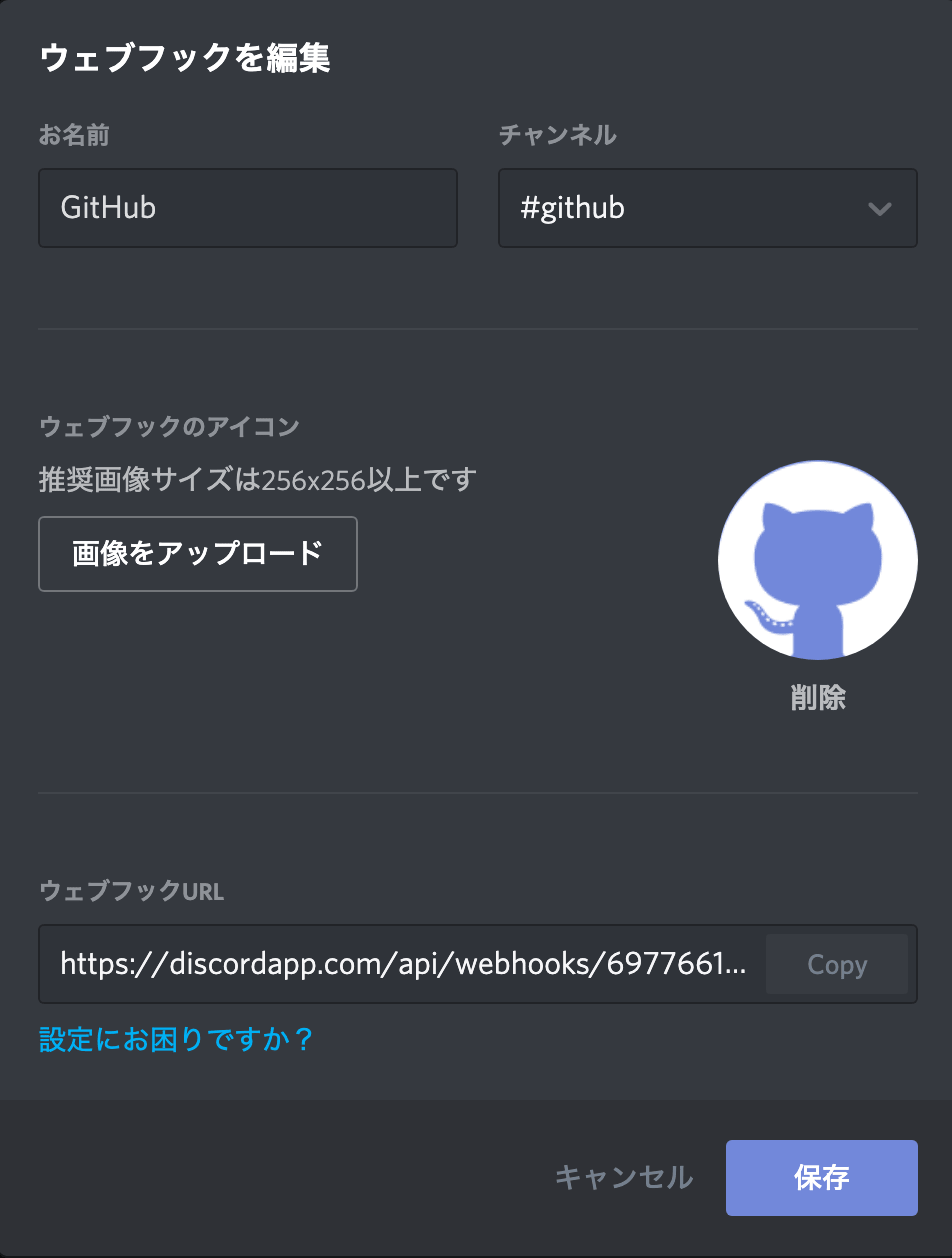 ウェブフックを編集
お名前
チャンネル
GitHub
#github
ウェブフックのアイコン
推奨画像サイズは256x256以上です
画像をアップロード
削除
ウェブフックURL
https://discordapp.com/api/webhooks/6977661...
Copy
設定にお困りですか？
キャンセル
保存